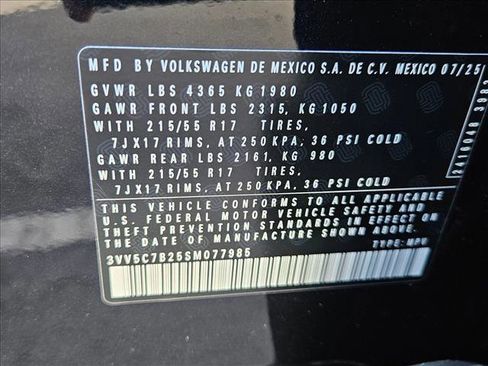 MFD BY VOLKSWAGEN DE MEXICO S.A. DE C.V. MEXICO 07/25
GVWR LBS 4365 KG 1980
GAWR FRONT LBS 2315, KG 1050
WITH 215/55 R17 TIRES,
7JX17 RIMS, AT 250 KPA, 36 PSI COLD
GAWR REAR LBS 2161, KG 980
WITH 215/55 R17 TIRES,
7JX17 RIMS, AT 250 KPA, 36 PSI COLD
THIS VEHICLE CONFORMS TO ALL APPLICABLE
U.S. FEDERAL MOTOR VEHICLE SAFETY AND
THEFT PREVENTION STANDARDS IN EFFECT ON
THE DATE OF MANUFACTURE SHOWN ABOVE.
3VV5C7B25SM077985
TYPE: MPV